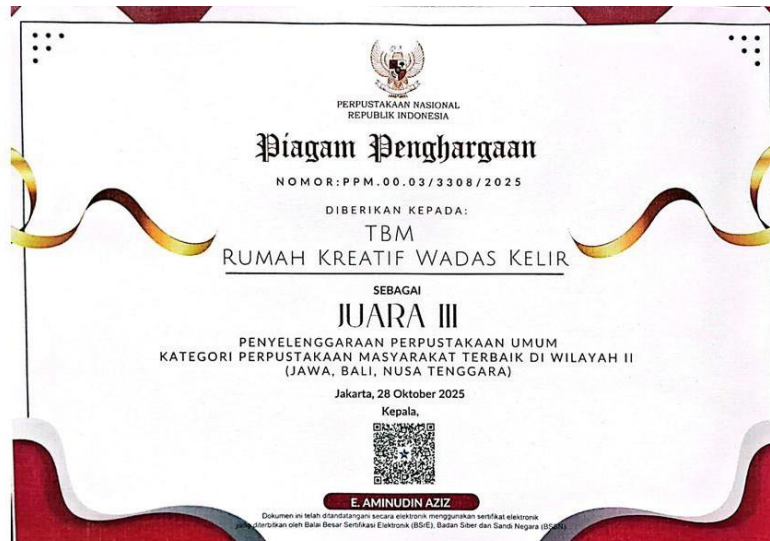 PERPUSTAKAAN NASIONAL
REPUBLIK INDONESIA
Piagam Penghargaan
NOMOR:PPM.00.03/3308/2025
DIBERIKAN KEPADA:
TBM
RUMAH KREATIF WADAS KELIR
SEBAGAI
JUARA III
PENYELENGGARAAN PERPUSTAKAAN UMUM
KATEGORI PERPUSTAKAAN MASYARAKAT TERBAIK DI WILAYAH II
(JAWA, BALI, NUSA TENGGARA)
Jakarta, 28 Oktober 2025
Kepala,
E. AMINUDIN AZIZ
Dokumen ini telah ditandatangani secara elektronik menggunakan sertifikat elektronik
yang diterbitkan oleh Balai Besar Sertifikasi Elektronik (BSrE), Badan Siber dan Sandi Negara (BSSN)